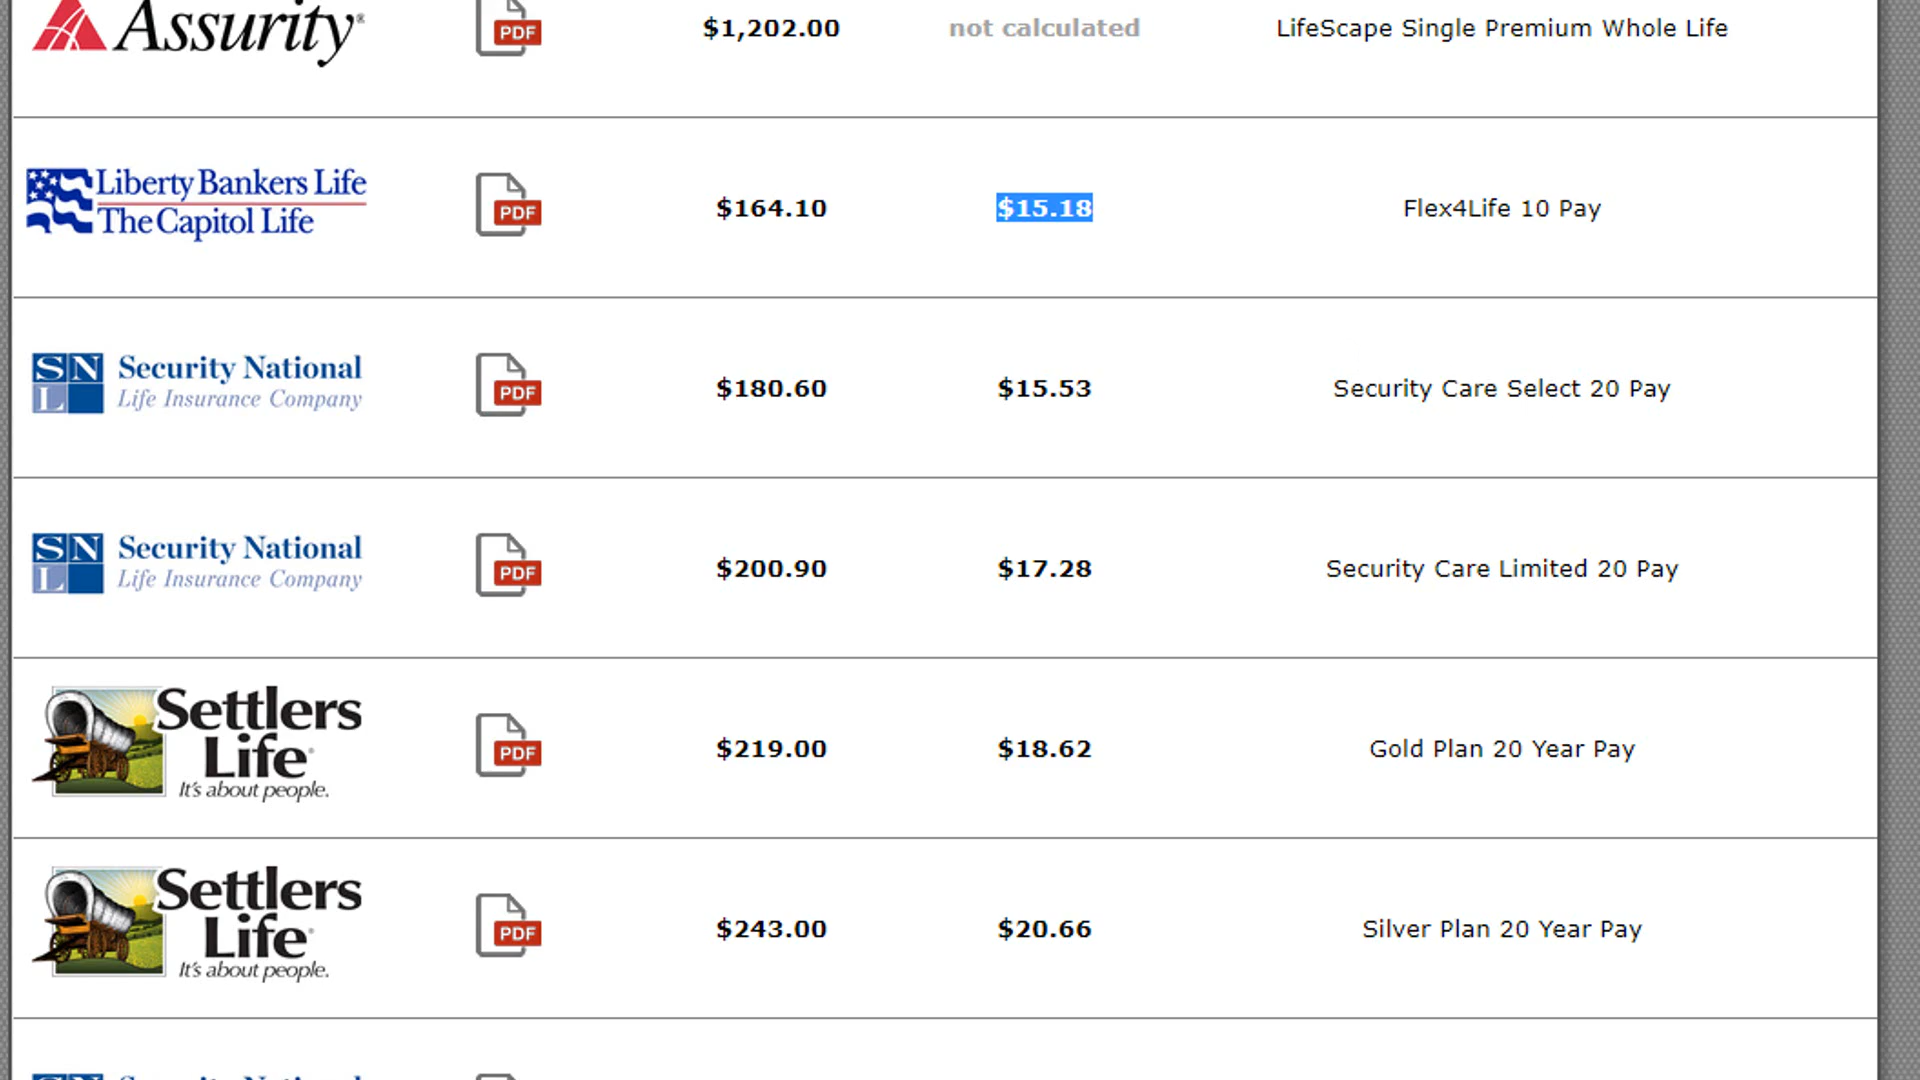 Assurity®
PDF
$1,202.00
not calculated
LifeScape Single Premium Whole Life
Liberty Bankers Life
The Capitol Life
PDF
$164.10
$15.18
Flex4Life 10 Pay
SNL
Security National
Life Insurance Company
PDF
$180.60
$15.53
Security Care Select 20 Pay
SNL
Security National
Life Insurance Company
PDF
$200.90
$17.28
Security Care Limited 20 Pay
Settlers
Life
It's about people.
PDF
$219.00
$18.62
Gold Plan 20 Year Pay
Settlers
Life
It's about people.
PDF
$243.00
$20.66
Silver Plan 20 Year Pay